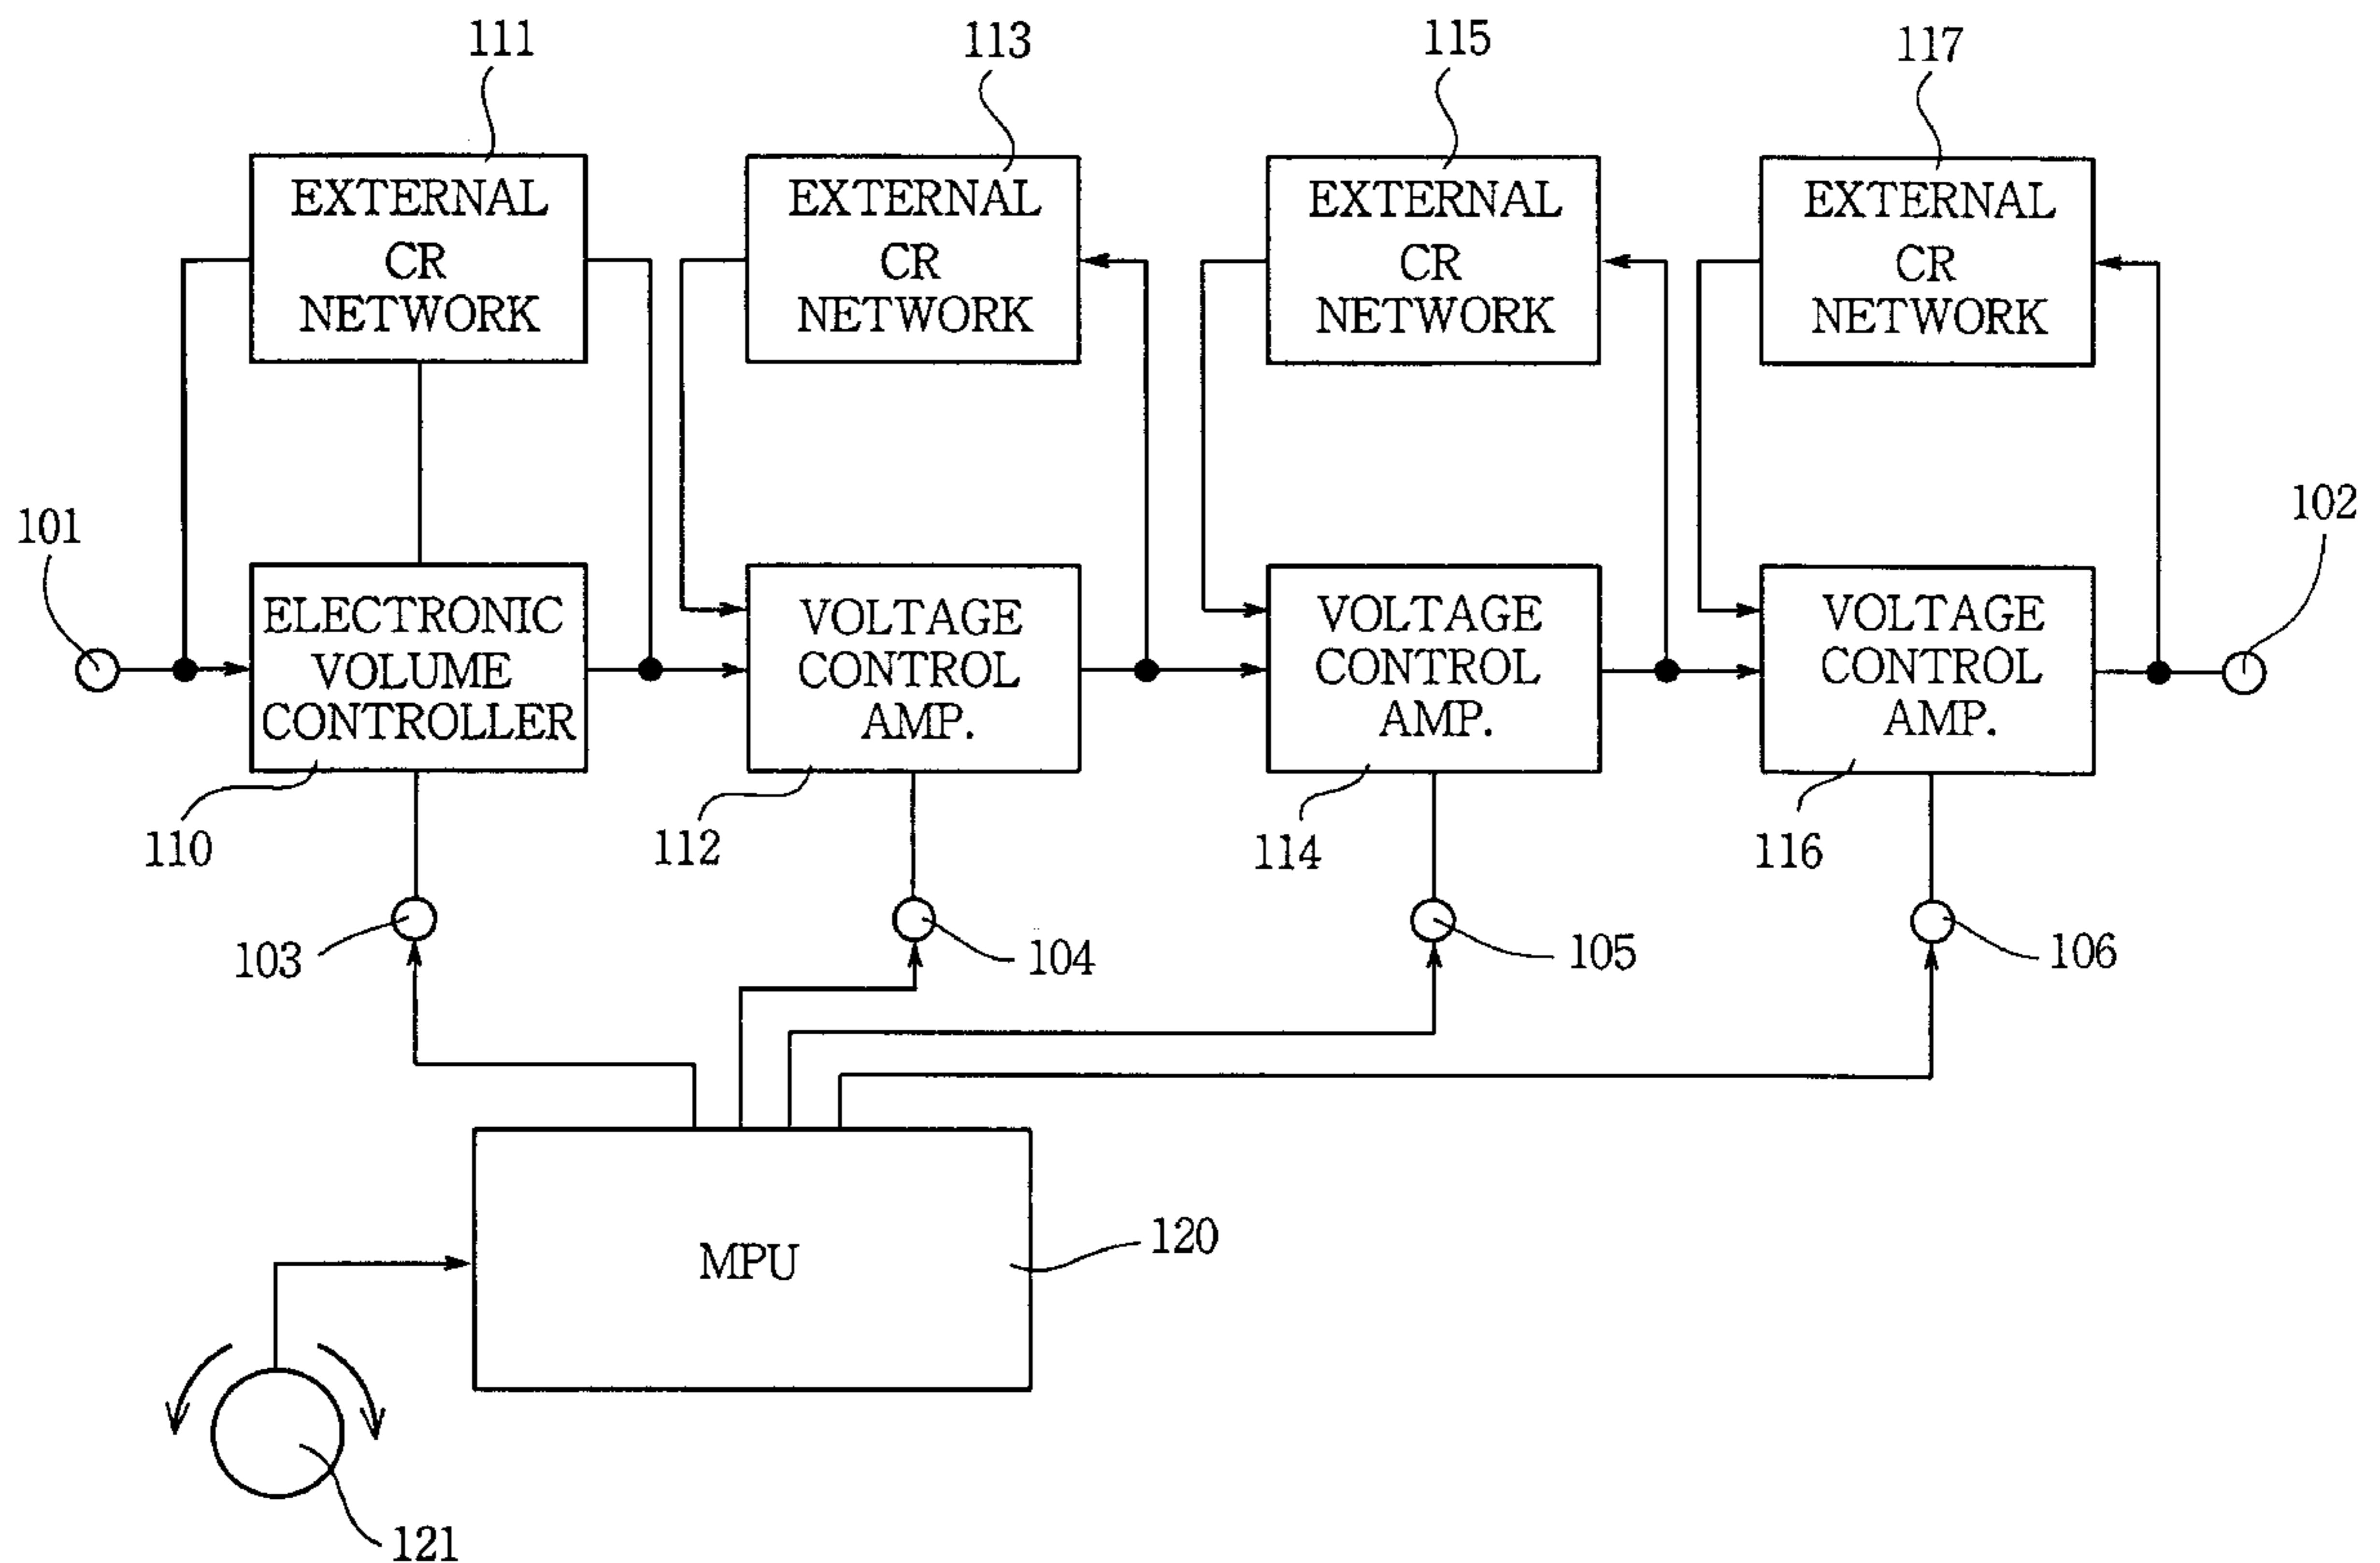 111
113
115
117
EXTERNAL
CR
NETWORK
EXTERNAL
CR
NETWORK
EXTERNAL
CR
NETWORK
EXTERNAL
CR
NETWORK
101
102
ELECTRONIC
VOLUME
CONTROLLER
VOLTAGE
CONTROL
AMP.
VOLTAGE
CONTROL
AMP.
VOLTAGE
CONTROL
AMP.
110
112
114
116
103
104
105
106
MPU
120
121